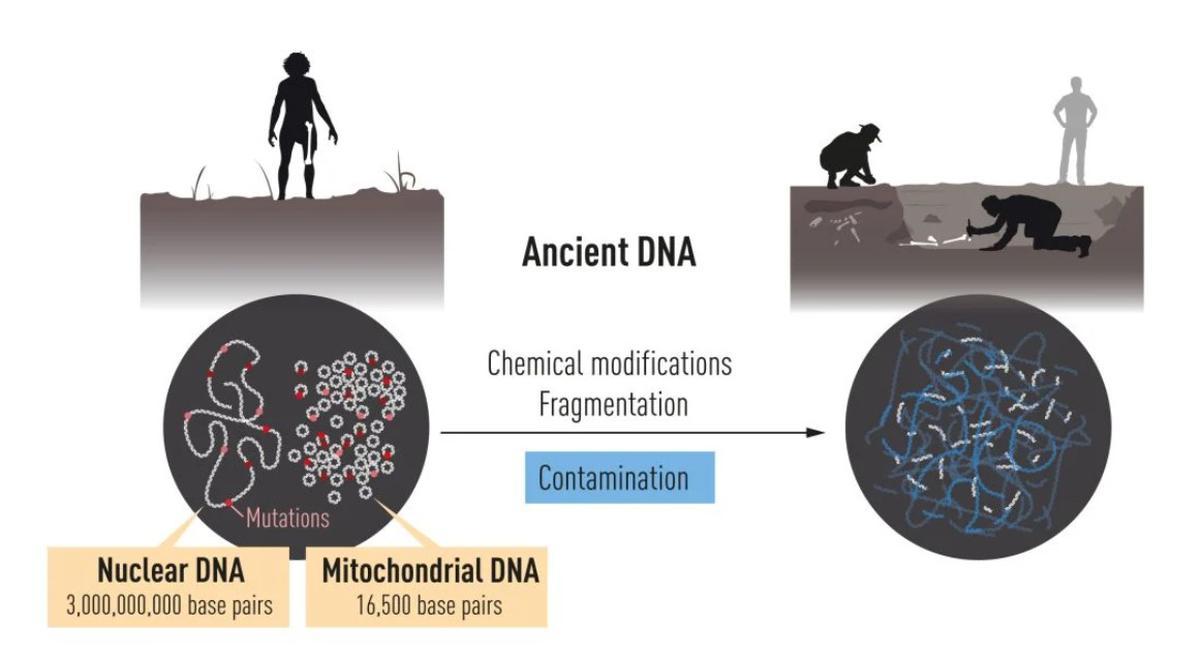 Ancient DNA
Chemical modifications
Fragmentation
Contamination
Mutations
Nuclear DNA
3,000,000,000 base pairs
Mitochondrial DNA
16,500 base pairs